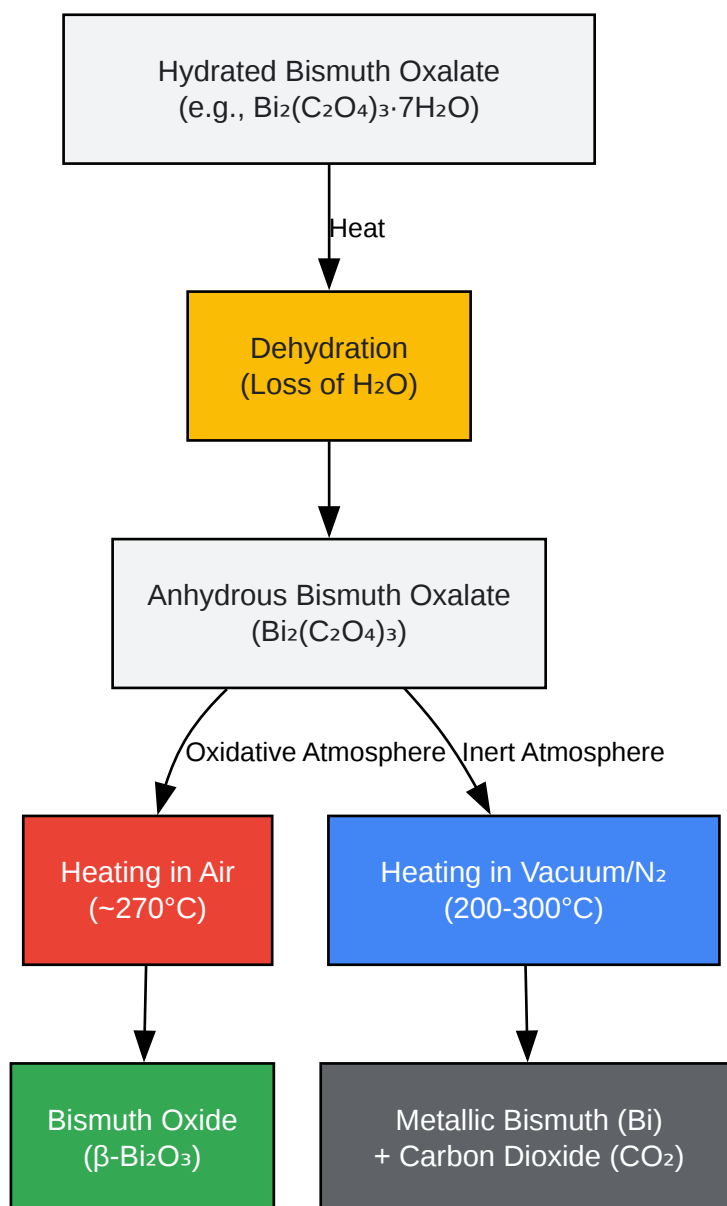 Hydrated Bismuth Oxalate
(e.g., Bi₂(C₂O₄)₃·7H₂O)
Heat
Dehydration
(Loss of H₂O)
Anhydrous Bismuth Oxalate
(Bi₂(C₂O₄)₃)
Oxidative Atmosphere
Inert Atmosphere
Heating in Air
(~270°C)
Heating in Vacuum/N₂
(200-300°C)
Bismuth Oxide
(β-Bi₂O₃)
Metallic Bismuth (Bi)
+ Carbon Dioxide (CO₂)